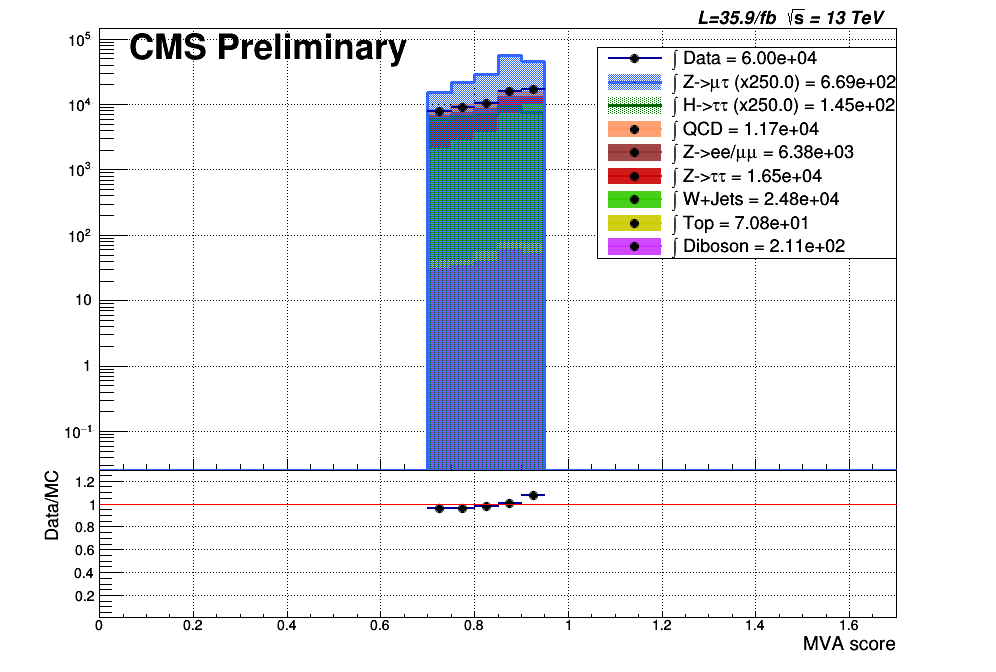 L=35.9/fb √s = 13 TeV
CMS Preliminary
∫ Data = 6.00e+04
∫ Z->μτ (x250.0) = 6.69e+02
∫ H->ττ (x250.0) = 1.45e+02
∫ QCD = 1.17e+04
∫ Z->ee/μμ = 6.38e+03
∫ Z->ττ = 1.65e+04
∫ W+Jets = 2.48e+04
∫ Top = 7.08e+01
∫ Diboson = 2.11e+02
10⁵
10⁴
10³
10²
10
1
10⁻¹
Data/MC
1.2
1
0.8
0.6
0.4
0.2
0 0.2 0.4 0.6 0.8 1 1.2 1.4 1.6
MVA score